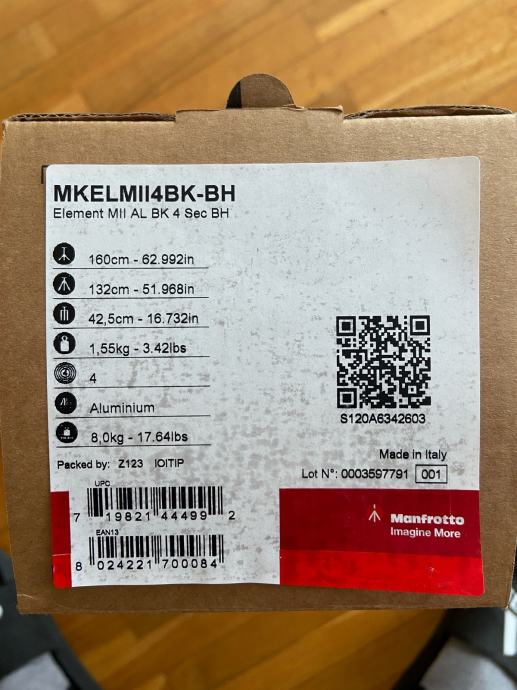 MKELMII4BK-BH
Element MII AL BK 4 Sec BH
160cm - 62.992in
132cm - 51.968in
42,5cm - 16.732in
1,55kg - 3.42lbs
4
Aluminium
8,0kg - 17.64lbs
S120A6342603
Packed by: Z123 IOITIP
Made in Italy
Lot N°: 0003597791 001
UPC
7 19821 44499 2
EAN13
8 024221 700084
Manfrotto
Imagine More